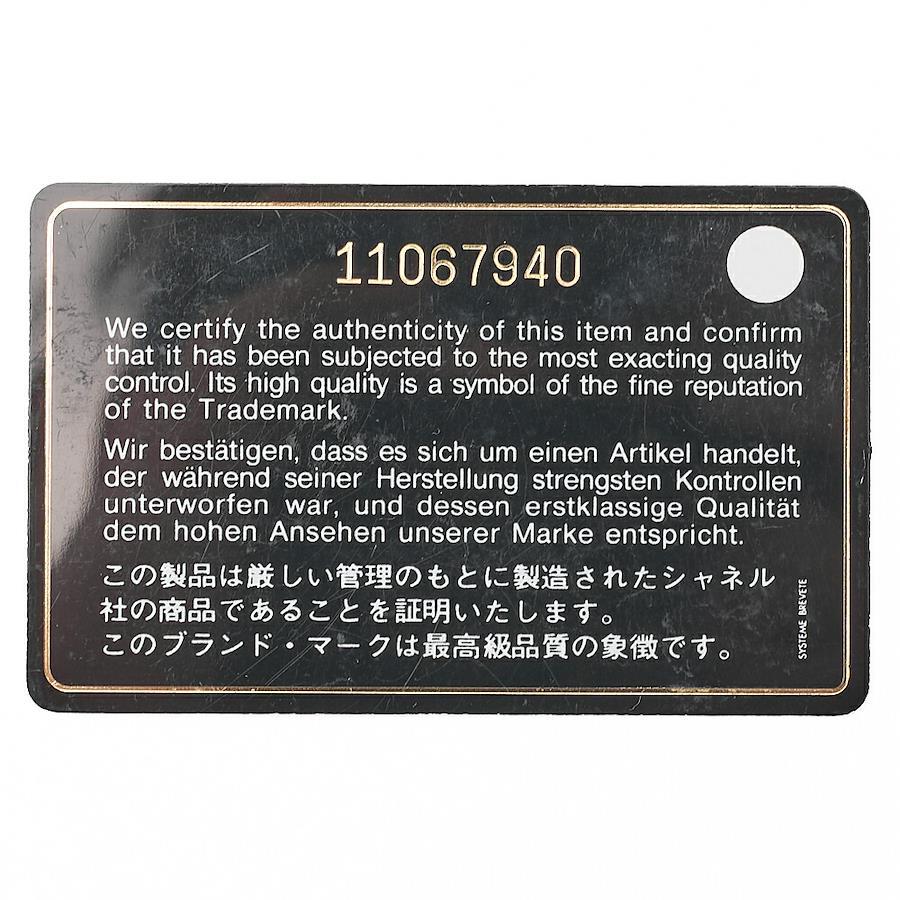 11067940
We certify the authenticity of this item and confirm
that it has been subjected to the most exacting quality
control. Its high quality is a symbol of the fine reputation
of the Trademark.
Wir bestätigen, dass es sich um einen Artikel handelt,
der während seiner Herstellung strengsten Kontrollen
unterworfen war, und dessen erstklassige Qualität
dem hohen Ansehen unserer Marke entspricht.
この製品は厳しい管理のもとに製造されたシャネル
社の商品であることを証明いたします。
このブランド・マークは最高級品質の象徴です。
SYSTEME BREVETE